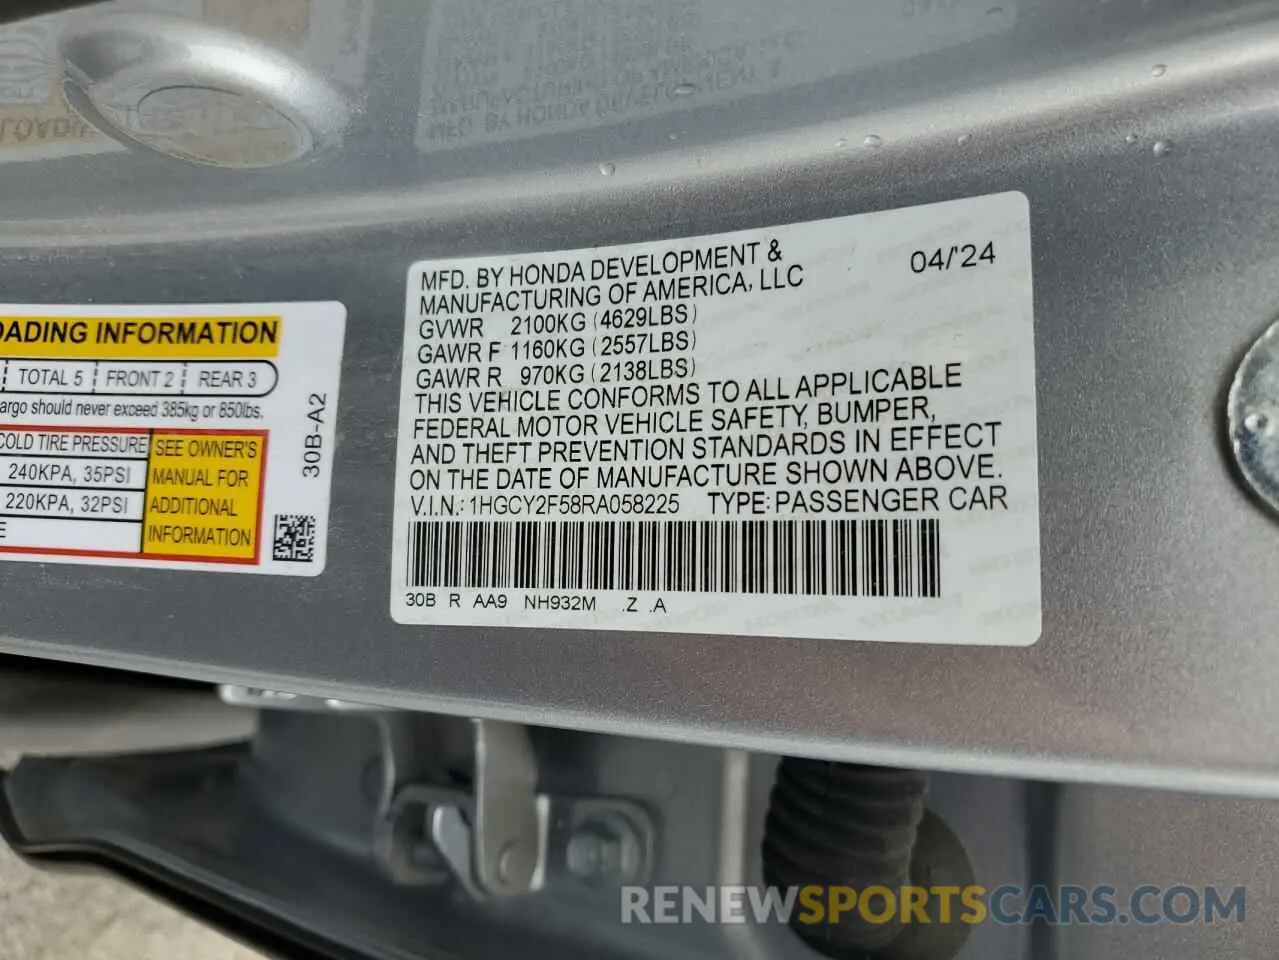 MFD. BY HONDA DEVELOPMENT &
MANUFACTURING OF AMERICA, LLC
04/'24
GVWR 2100KG (4629LBS)
GAWR F 1160KG (2557LBS)
GAWR R 970KG (2138LBS)
THIS VEHICLE CONFORMS TO ALL APPLICABLE
FEDERAL MOTOR VEHICLE SAFETY, BUMPER,
AND THEFT PREVENTION STANDARDS IN EFFECT
ON THE DATE OF MANUFACTURE SHOWN ABOVE.
V.I.N.: 1HGCY2F58RA058225 TYPE: PASSENGER CAR
30B R AA9 NH932M .Z .A
OADING INFORMATION
TOTAL 5 FRONT 2 REAR 3
argo should never exceed 385kg or 850lbs.
COLD TIRE PRESSURE
240KPA, 35PSI
220KPA, 32PSI
E
SEE OWNER'S
MANUAL FOR
ADDITIONAL
INFORMATION
30B-A2
RENEWSPORTSCARS.COM